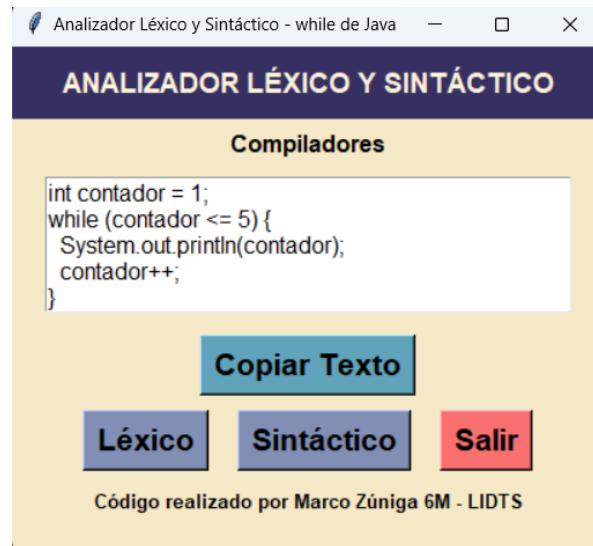 Analizador Léxico y Sintáctico - while de Java
ANALIZADOR LÉXICO Y SINTÁCTICO
Compiladores
int contador = 1;
while (contador <= 5) {
  System.out.println(contador);
  contador++;
}
Copiar Texto
Léxico Sintáctico Salir
Código realizado por Marco Zúniga 6M - LIDTS